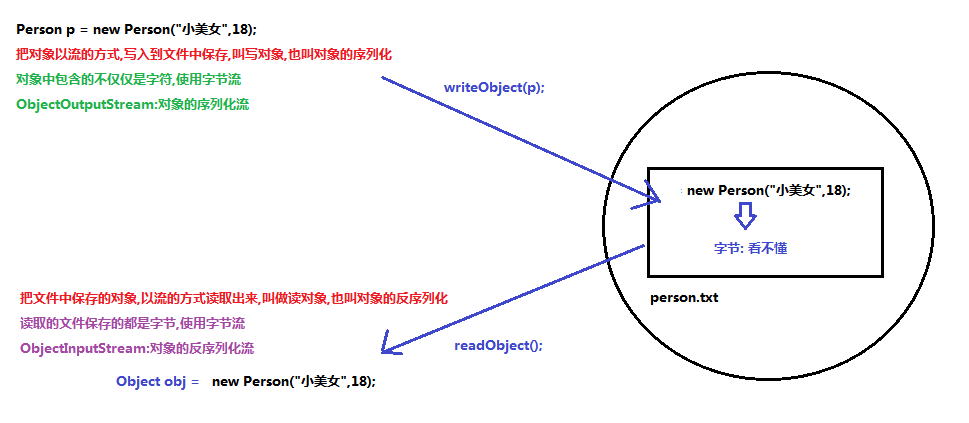 Person p = new Person("小美女",18);
把对象以流的方式,写入到文件中保存,叫写对象,也叫对象的序列化
对象中包含的不仅仅是字符,使用字节流
ObjectOutputStream:对象的序列化流
writeObject(p);
new Person("小美女",18);
字节: 看不懂
person.txt
把文件中保存的对象,以流的方式读取出来,叫做读对象,也叫对象的反序列化
读取的文件保存的都是字节,使用字节流
ObjectInputStream:对象的反序列化流
readObject();
Object obj = new Person("小美女",18);